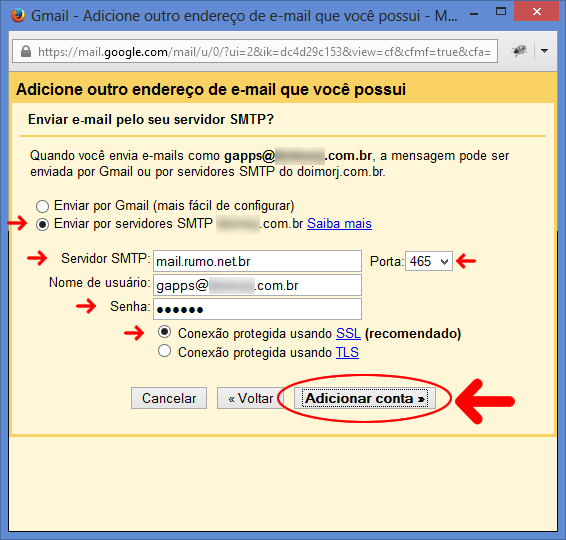 Gmail - Adicione outro endereço de e-mail que você possui - M...
https://mail.google.com/mail/u/0/?ui=2&ik=dc4d29c153&view=cf&cfmf=true&cfa=
Adicione outro endereço de e-mail que você possui
Enviar e-mail pelo seu servidor SMTP?
Quando você envia e-mails como gapps@ .com.br, a mensagem pode ser
enviada por Gmail ou por servidores SMTP do doimorj.com.br.
Enviar por Gmail (mais fácil de configurar)
Enviar por servidores SMTP .com.br Saiba mais
Servidor SMTP: mail.rumo.net.br Porta: 465
Nome de usuário: gapps@ .com.br
Senha: ●●●●●●
Conexão protegida usando SSL (recomendado)
Conexão protegida usando TLS
Cancelar « Voltar Adicionar conta »